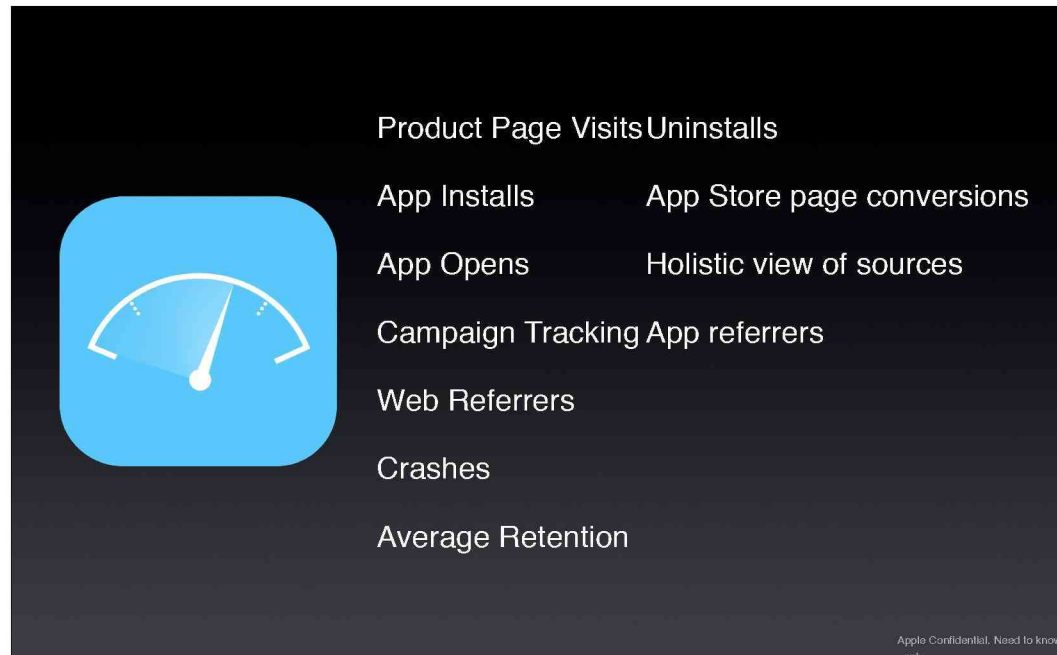 Product Page Visits
App Installs
App Opens
Campaign Tracking
Web Referrers
Crashes
Average Retention
Uninstalls
App Store page conversions
Holistic view of sources
App referrers
Apple Confidential. Need to know